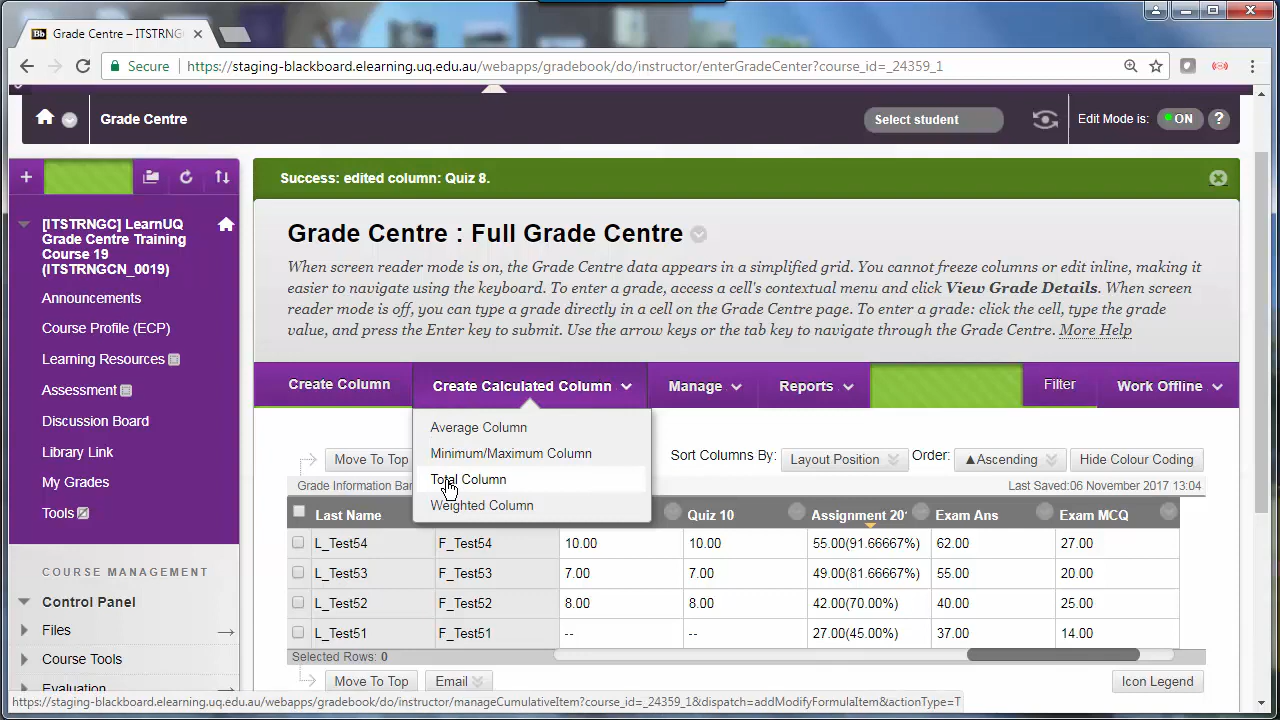 Bb Grade Centre – ITSTRNG
Secure https://staging-blackboard.elearning.uq.edu.au/webapps/gradebook/do/instructor/enterGradeCenter?course_id=_24359_1
Grade Centre
Select student
Edit Mode is: ON ?
Success: edited column: Quiz 8.
[ITSTRNGC] LearnUQ
Grade Centre Training
Course 19
(ITSTRNGCN_0019)
Announcements
Course Profile (ECP)
Learning Resources
Assessment
Discussion Board
Library Link
My Grades
Tools
COURSE MANAGEMENT
Control Panel
Files
Course Tools
Evaluation
Grade Centre : Full Grade Centre
When screen reader mode is on, the Grade Centre data appears in a simplified grid. You cannot freeze columns or edit inline, making it
easier to navigate using the keyboard. To enter a grade, access a cell's contextual menu and click View Grade Details. When screen
reader mode is off, you can type a grade directly in a cell on the Grade Centre page. To enter a grade: click the cell, type the grade
value, and press the Enter key to submit. Use the arrow keys or the tab key to navigate through the Grade Centre. More Help
Create Column Create Calculated Column Manage Reports Filter Work Offline
Average Column
Minimum/Maximum Column
Total Column
Weighted Column
Move To Top Sort Columns By: Layout Position Order: ▲Ascending Hide Colour Coding
Grade Information Bar Last Saved:06 November 2017 13:04
Last Name Quiz 10 Assignment 20 Exam Ans Exam MCQ
L_Test54 F_Test54 10.00 10.00 55.00(91.66667%) 62.00 27.00
L_Test53 F_Test53 7.00 7.00 49.00(81.66667%) 55.00 20.00
L_Test52 F_Test52 8.00 8.00 42.00(70.00%) 40.00 25.00
L_Test51 F_Test51 -- -- 27.00(45.00%) 37.00 14.00
Selected Rows: 0
Move To Top Email Icon Legend
https://staging-blackboard.elearning.uq.edu.au/webapps/gradebook/do/instructor/manageCumulativeItem?course_id=_24359_1&dispatch=addModifyFormulaItem&actionType=T